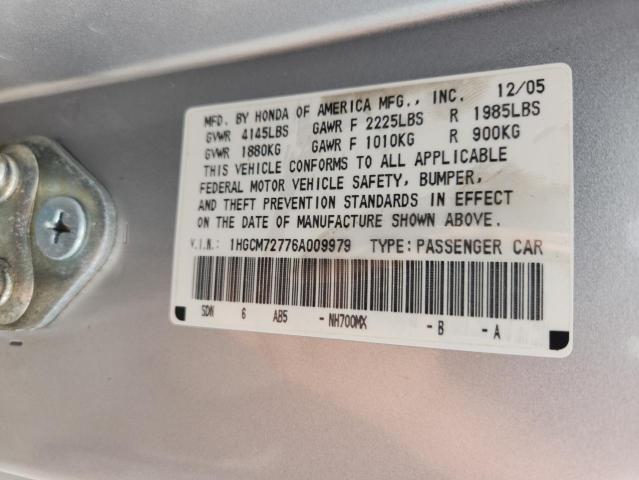 MFD. BY HONDA OF AMERICA MFG., INC. 12/05
GVWR 4145LBS GAWR F 2225LBS R 1985LBS
GVWR 1880KG GAWR F 1010KG R 900KG
THIS VEHICLE CONFORMS TO ALL APPLICABLE
FEDERAL MOTOR VEHICLE SAFETY, BUMPER,
AND THEFT PREVENTION STANDARDS IN EFFECT
ON THE DATE OF MANUFACTURE SHOWN ABOVE.
V.I.N.: 1HGCM72776A009979 TYPE: PASSENGER CAR
SDN 6 AB5 - NH700MX - B - A